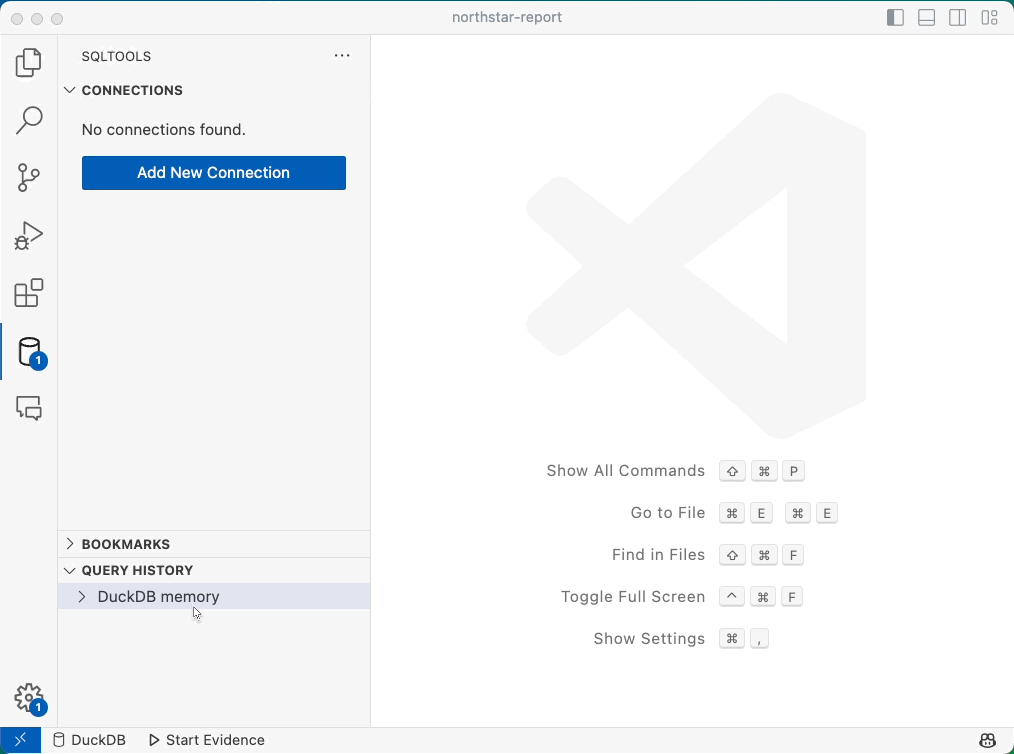 northstar-report
SQLTOOLS
CONNECTIONS
No connections found.
Add New Connection
1
Show All Commands ⇧ ⌘ P
Go to File ⌘ E ⌘ E
Find in Files ⇧ ⌘ F
Toggle Full Screen ^ ⌘ F
Show Settings ⌘ ,
BOOKMARKS
QUERY HISTORY
DuckDB memory
1
DuckDB Start Evidence